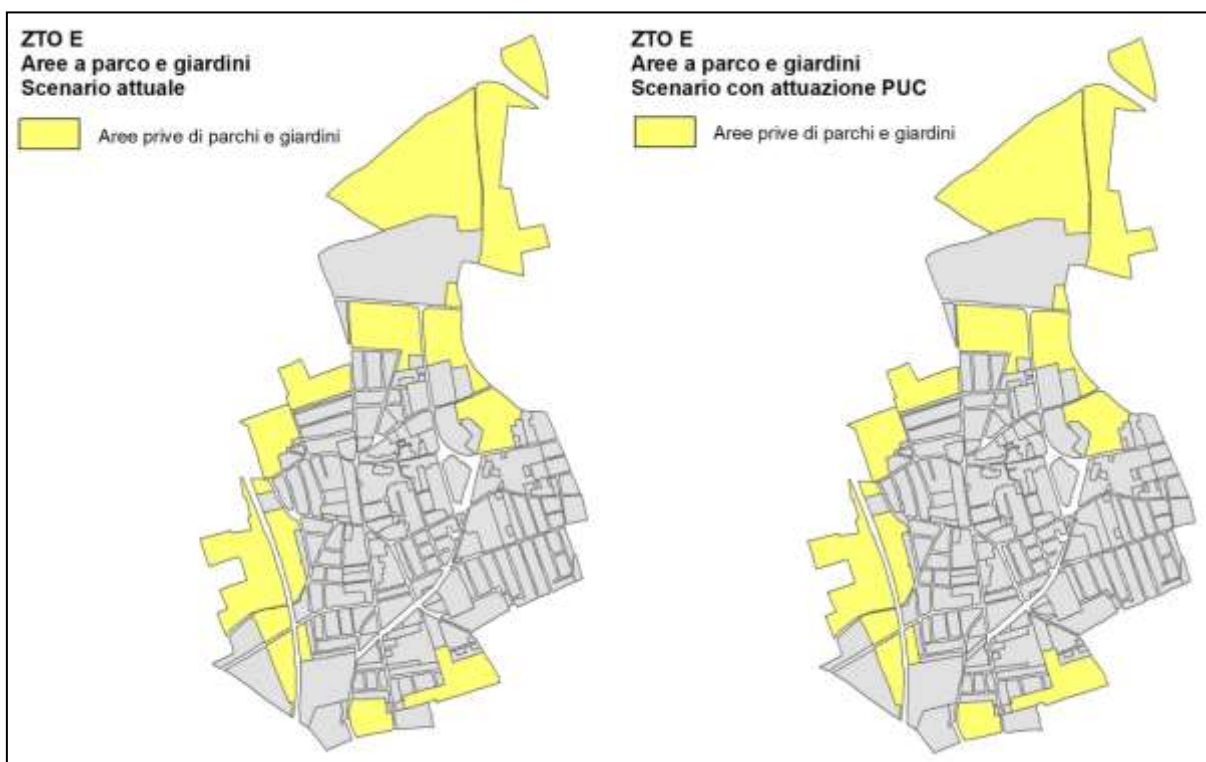 ZTO E
Aree a parco e giardini
Scenario attuale
Aree prive di parchi e giardini
ZTO E
Aree a parco e giardini
Scenario con attuazione PUC
Aree prive di parchi e giardini